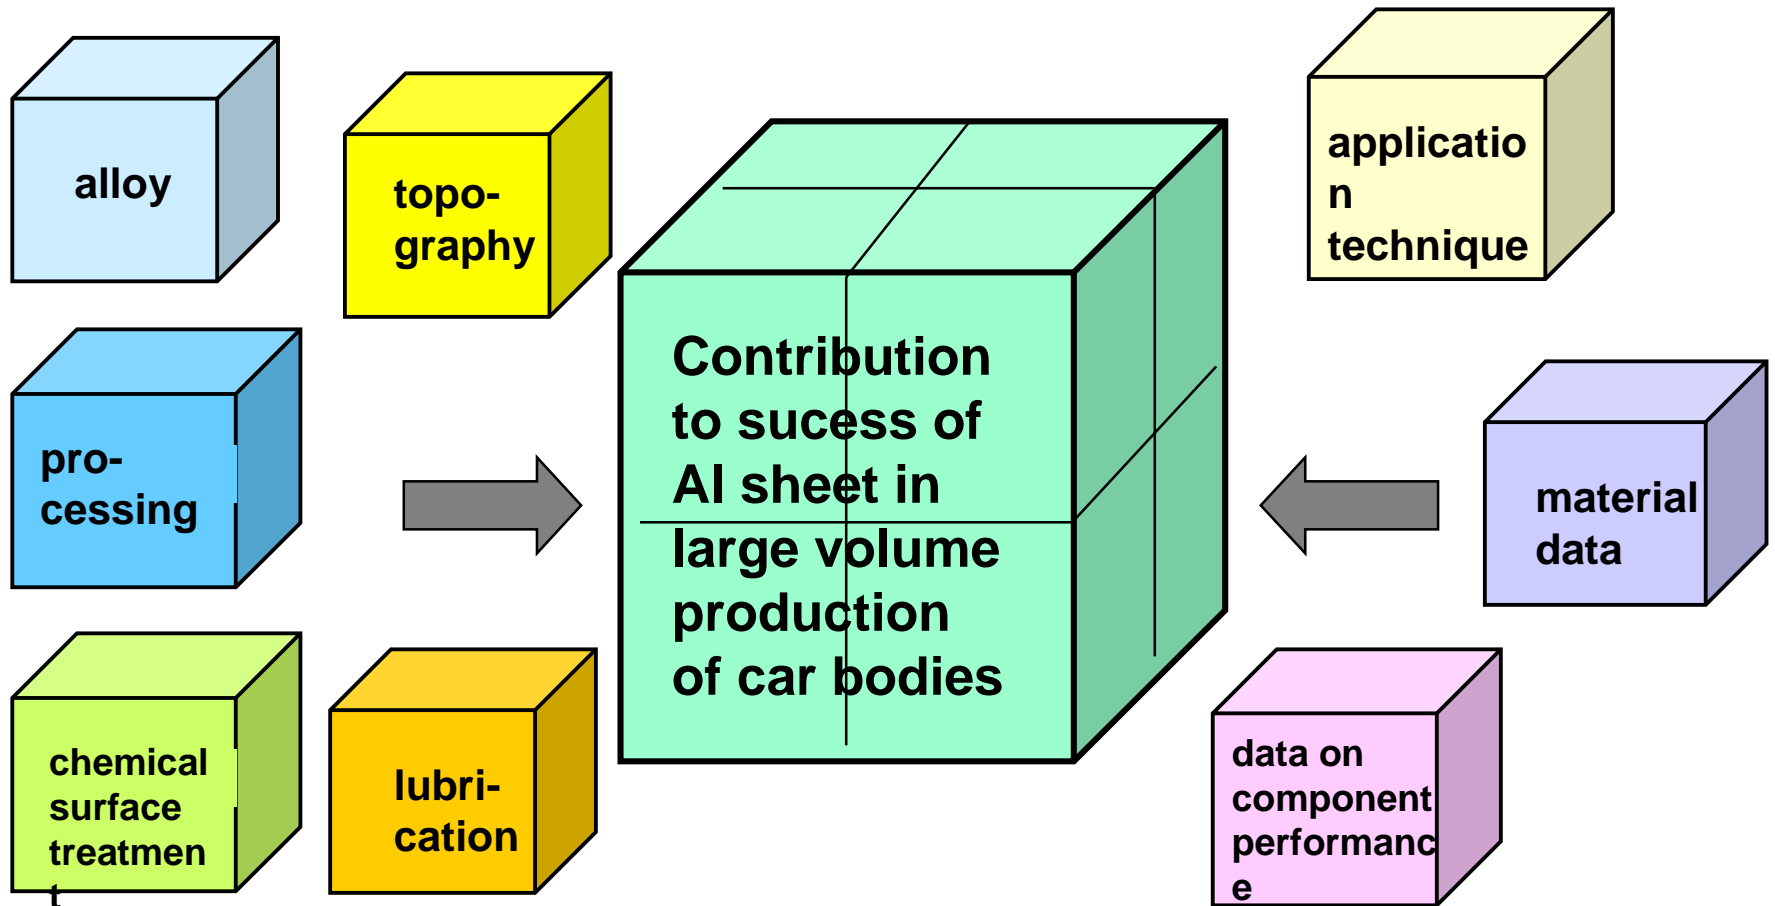 alloy
topo-
graphy
applicatio
n
technique
pro-
cessing
Contribution
to sucess of
Al sheet in
large volume
production
of car bodies
material
data
chemical
surface
treatmen
t
lubri-
cation
data on
component
performanc
e